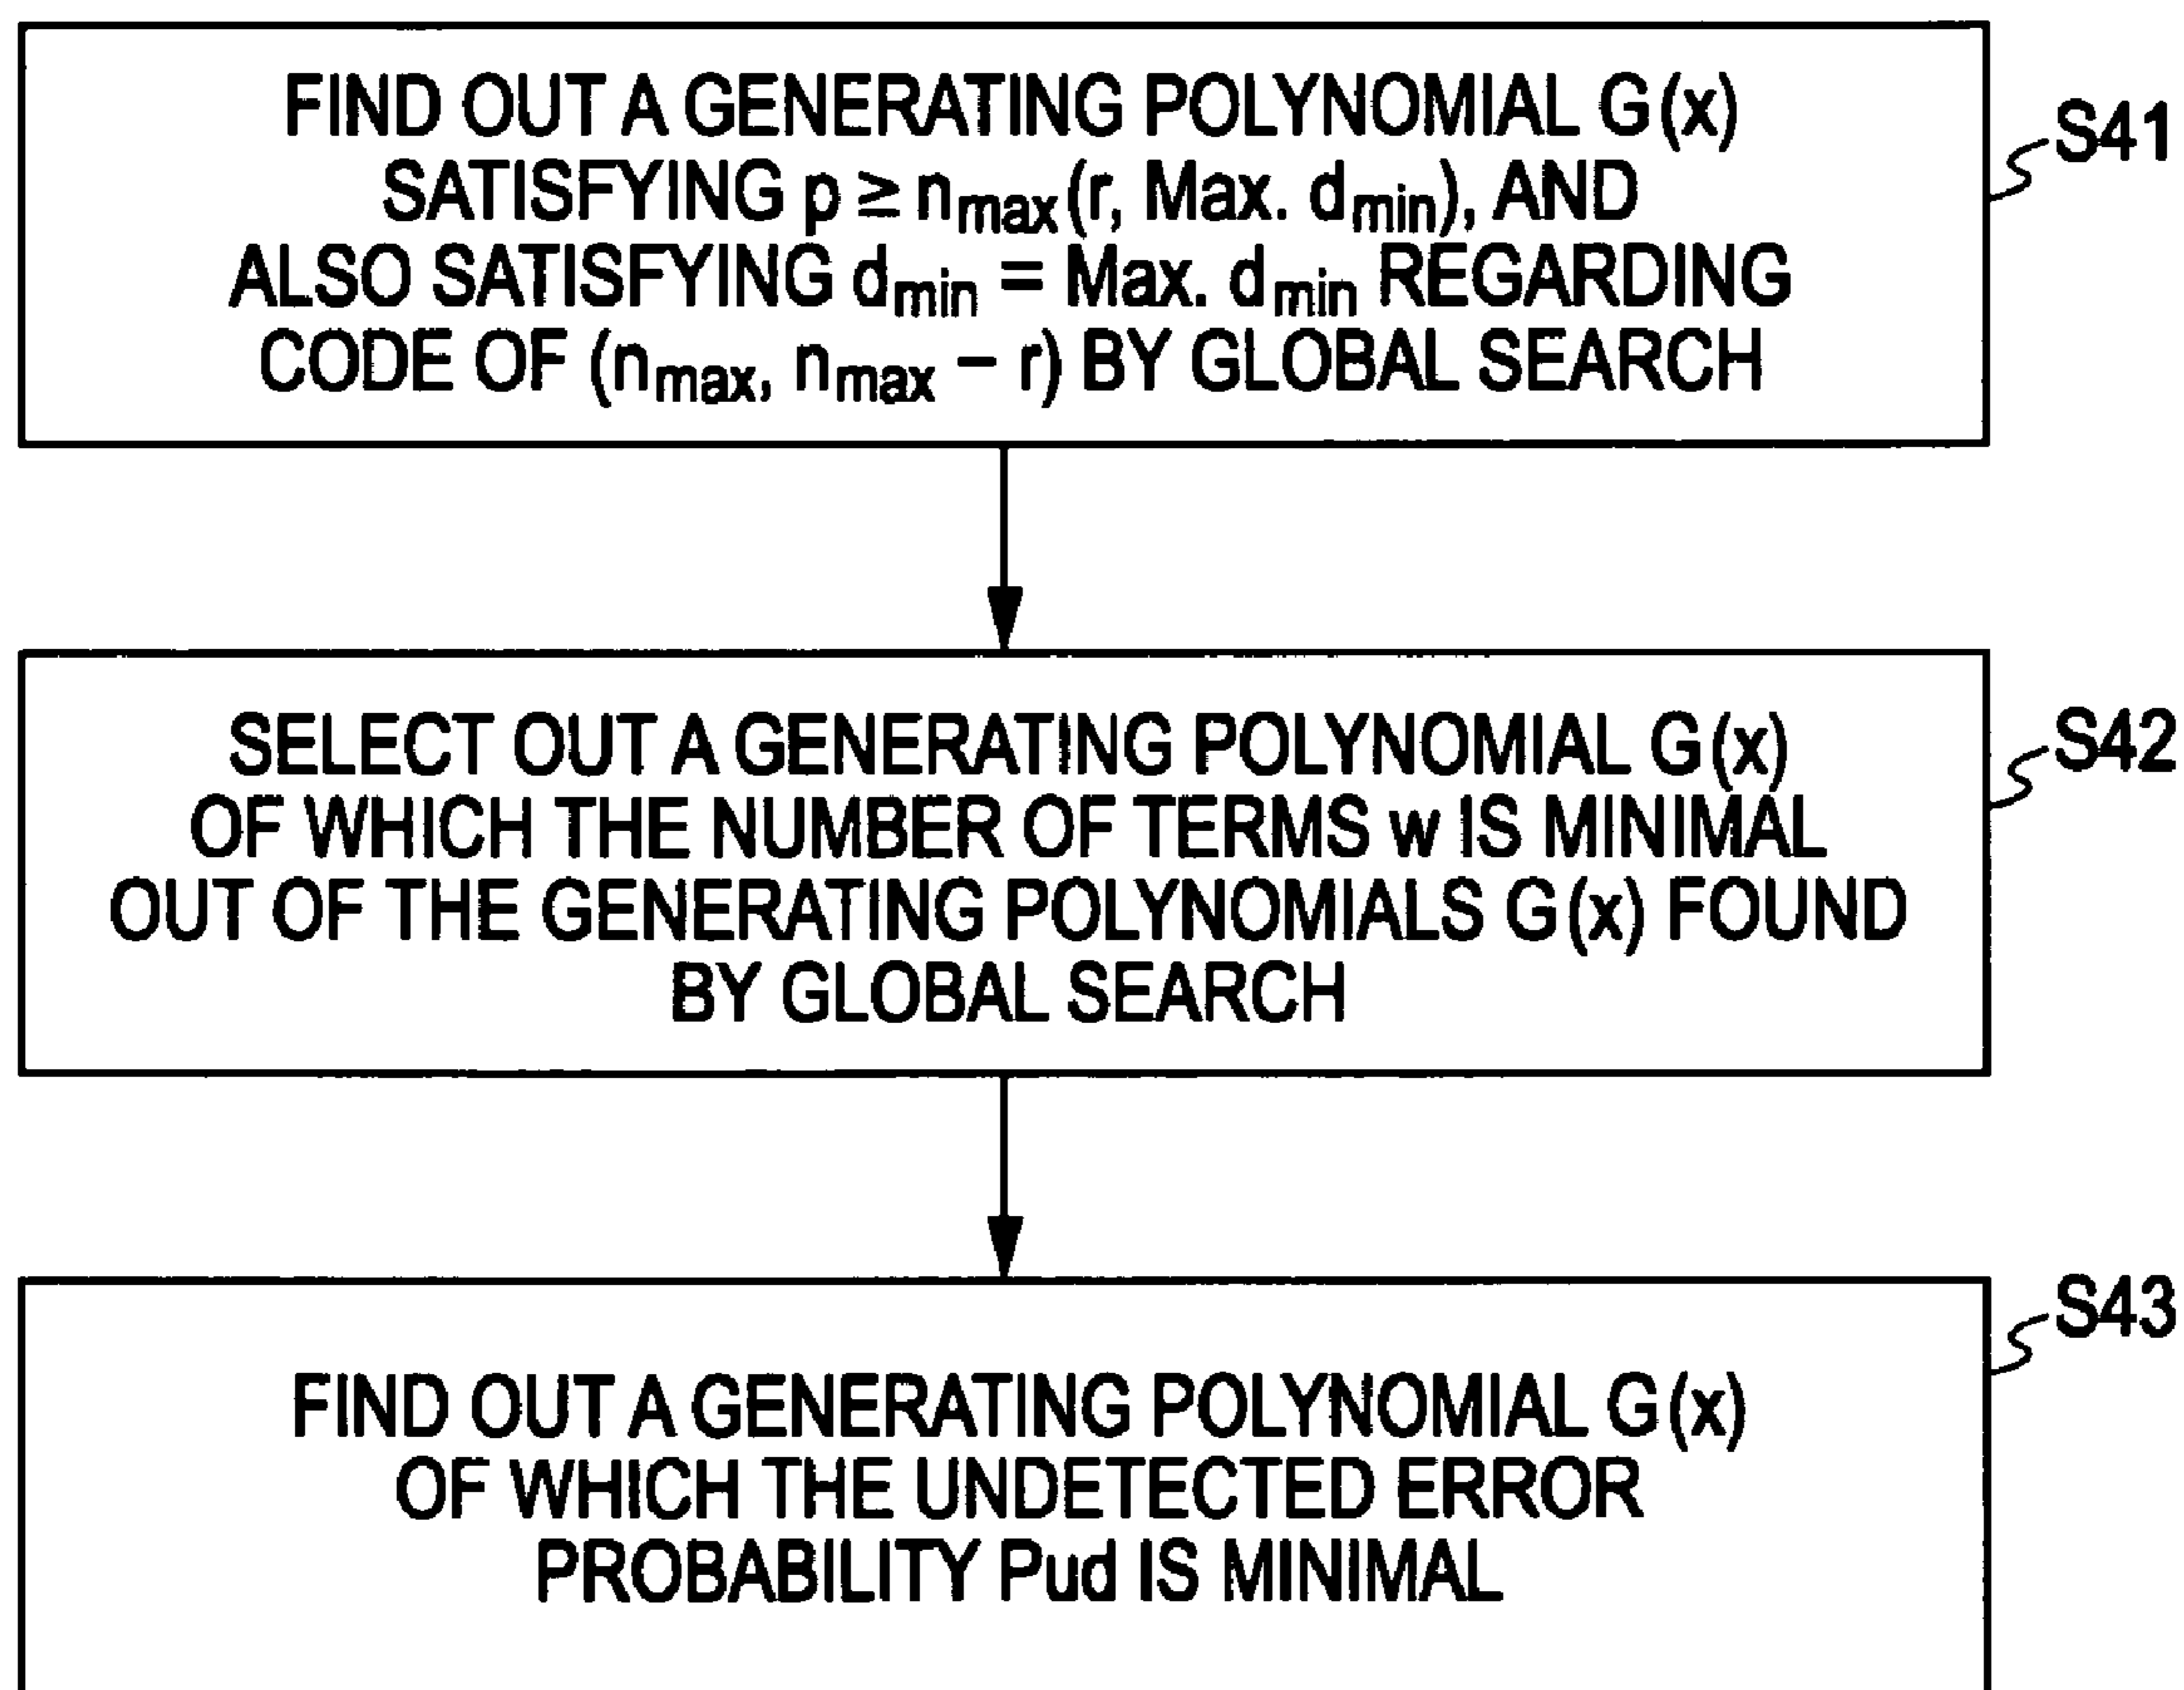 FIND OUT A GENERATING POLYNOMIAL G(x)
SATISFYING p ≥ nmax(r, Max. dmin), AND
ALSO SATISFYING dmin = Max. dmin REGARDING
CODE OF (nmax, nmax − r) BY GLOBAL SEARCH
S41
SELECT OUT A GENERATING POLYNOMIAL G(x)
OF WHICH THE NUMBER OF TERMS w IS MINIMAL
OUT OF THE GENERATING POLYNOMIALS G(x) FOUND
BY GLOBAL SEARCH
S42
FIND OUT A GENERATING POLYNOMIAL G(x)
OF WHICH THE UNDETECTED ERROR
PROBABILITY Pud IS MINIMAL
S43